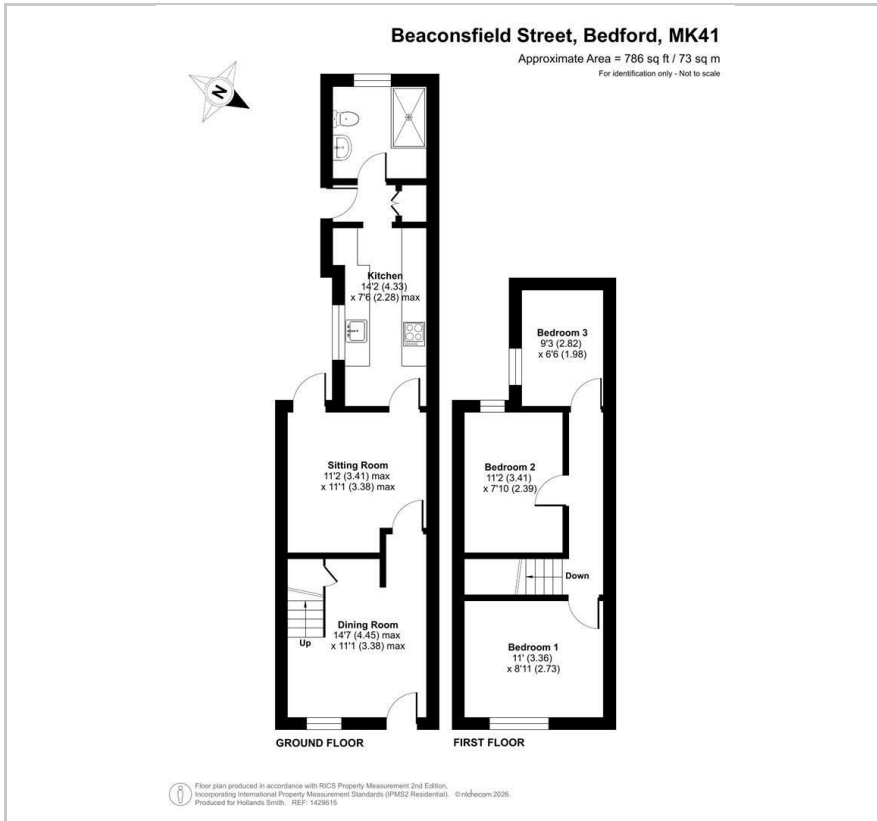 Beaconsfield Street, Bedford, MK41
Approximate Area = 786 sq ft / 73 sq m
For identification only - Not to scale
N
Kitchen
14'2 (4.33)
x 7'6 (2.28) max
Sitting Room
11'2 (3.41) max
x 11'1 (3.38) max
Dining Room
14'7 (4.45) max
x 11'1 (3.38) max
Up
GROUND FLOOR
Bedroom 3
9'3 (2.82)
x 6'6 (1.98)
Bedroom 2
11'2 (3.41)
x 7'10 (2.39)
Down
Bedroom 1
11' (3.36)
x 8'11 (2.73)
FIRST FLOOR
Floor plan produced in accordance with RICS Property Measurement 2nd Edition,
Incorporating International Property Measurement Standards (IPMS2 Residential). ©nichecom 2026.
Produced for Hollands Smith. REF: 1429615